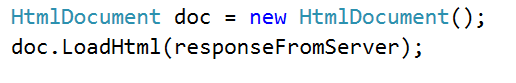 HtmlDocument doc = new HtmlDocument();
doc.LoadHtml(responseFromServer);